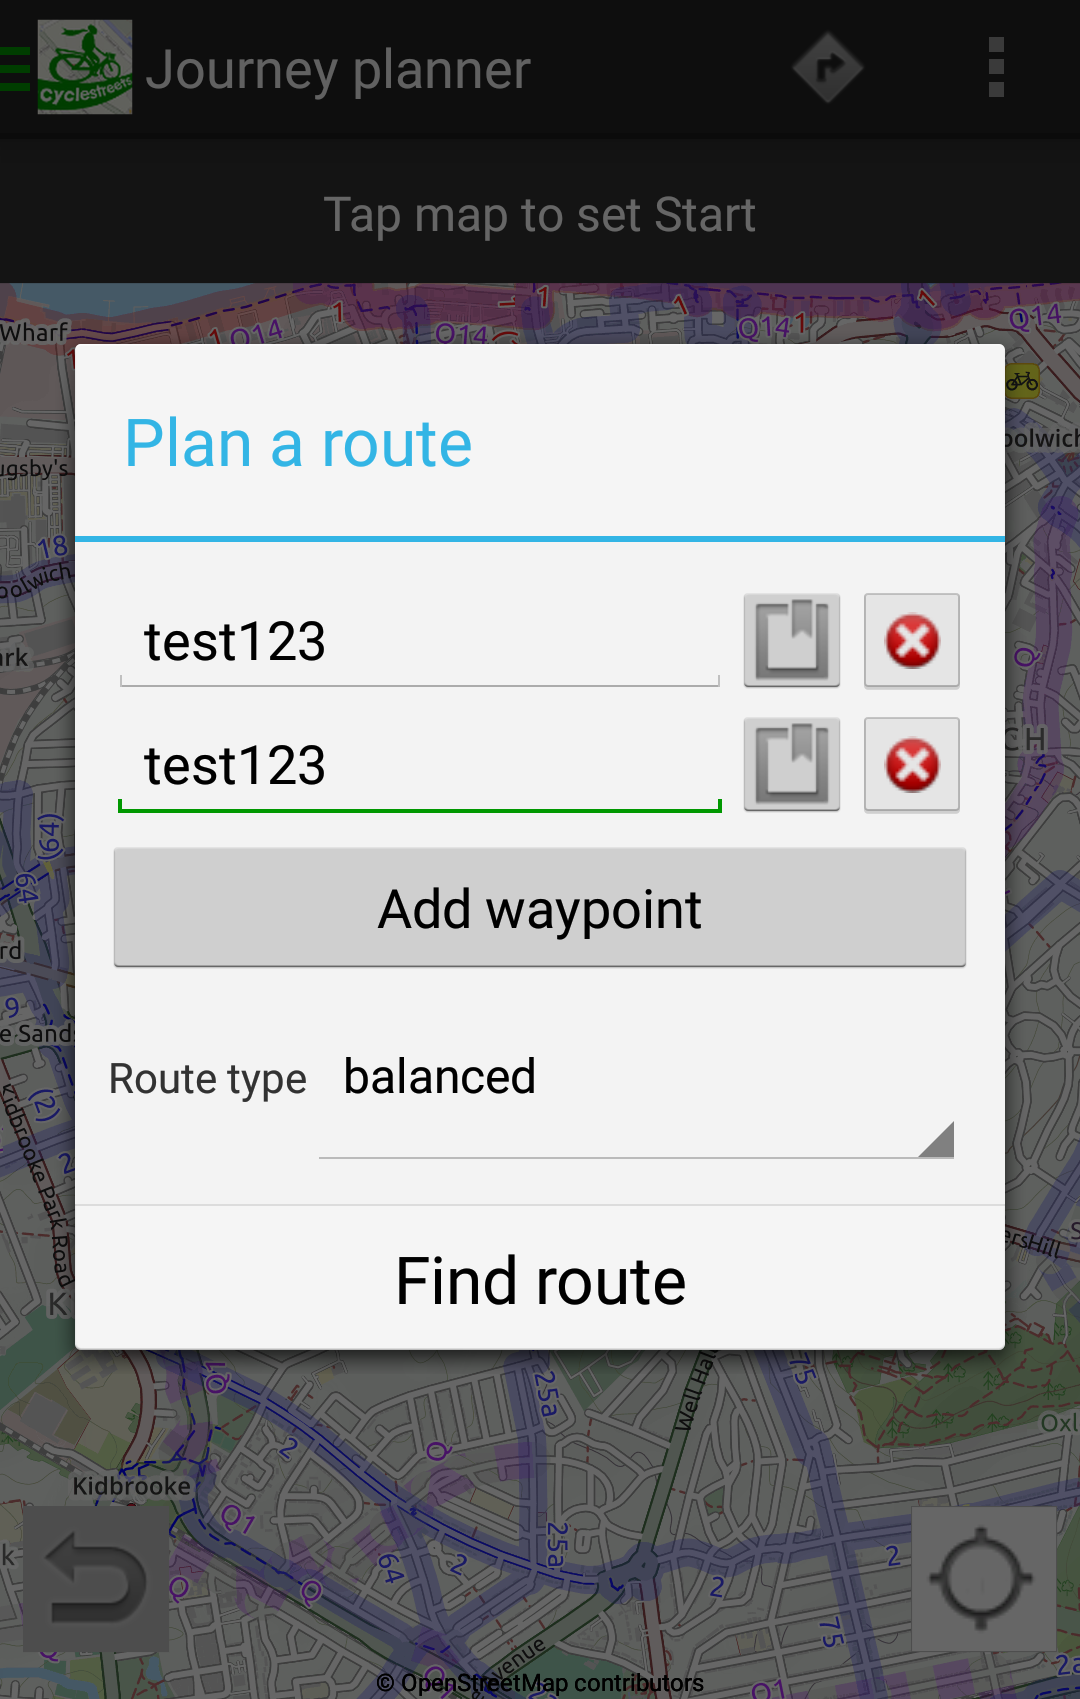 Cyclestreets
Journey planner
Tap map to set Start
1 1 1 1 1
Q14 Q14 Q14 Q14
Wharf
Plan a route
oolwich
ugsby's
18
oolwich
test123
ark
Q
test123
CH
(64)
64
Add waypoint
rd
9
e Sands
Route type
balanced
(2)
2
Kidbrooke Park Road
ersHill
K
Find route
Q1
25a
Well Hall
75
Oxl
2
Q
Kidbrooke
Q1
k
64
2
25a
2
2
Q
Q
75
venue
2a
Q
Q1
© OpenStreetMap contributors